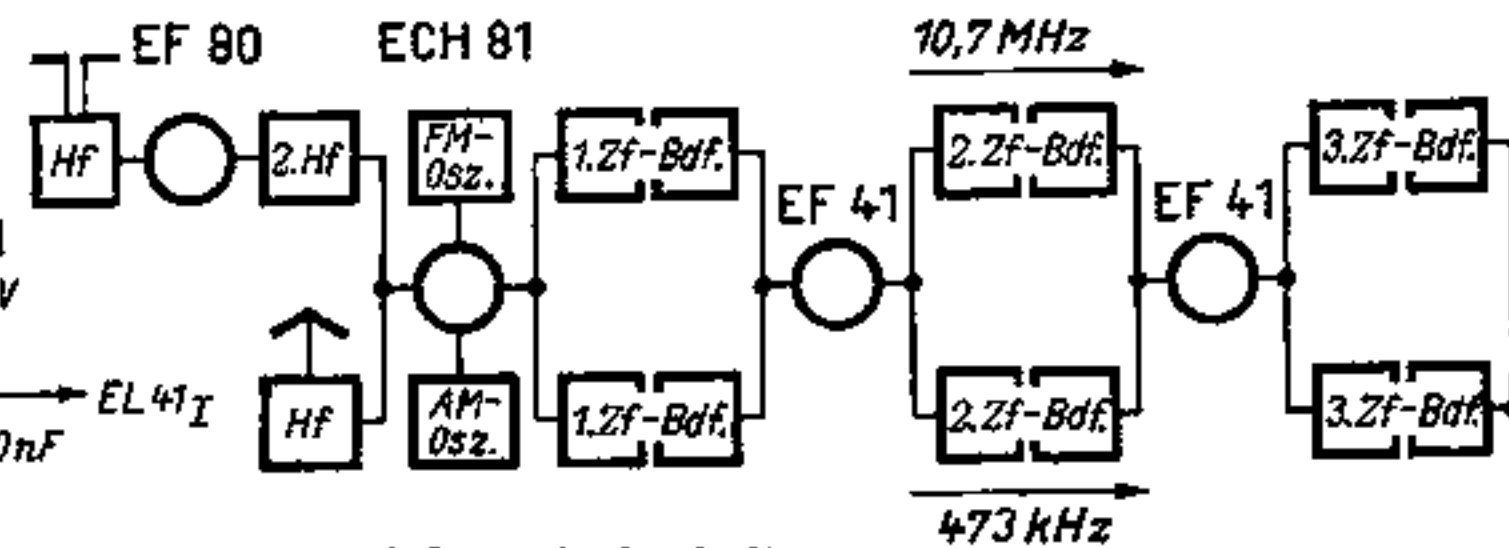 EF 80
ECH 81
10,7 MHz
Hf
2.Hf
FM-
Osz.
1.Zf-Bdf.
2.Zf-Bdf.
3.Zf-Bdf.
EF 41
EF 41
EL 41 I
Hf
AM-
Osz.
1.Zf-Bdf.
2.Zf-Bdf.
3.Zf-Bdf.
0nF
473 kHz